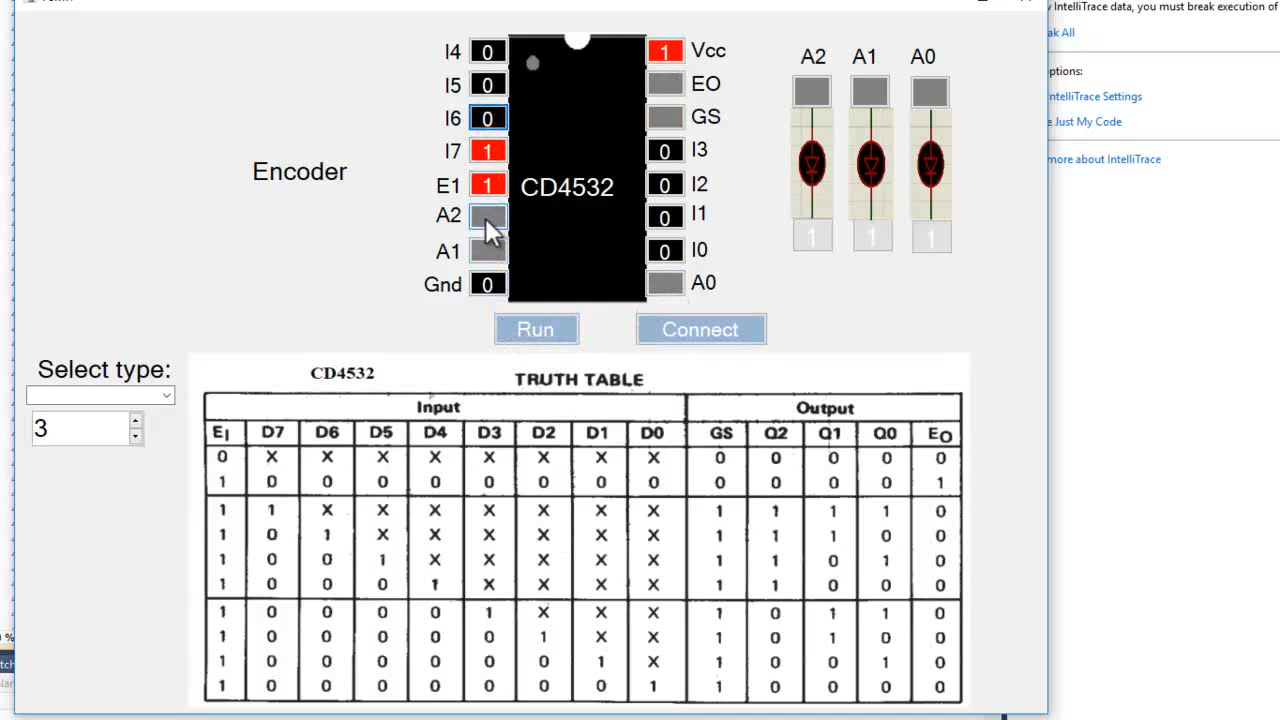 IntelliTrace data, you must break execution of
ak All
ptions:
IntelliTrace Settings
e Just My Code
more about IntelliTrace
Encoder
I4 0
I5 0
I6 0
I7 1
E1 1
A2
A1
Gnd 0
CD4532
1 Vcc
EO
GS
0 I3
0 I2
0 I1
0 I0
A0
A2 A1 A0
1 1 1
Run Connect
Select type:
3
CD4532 TRUTH TABLE
Input Output
EI D7 D6 D5 D4 D3 D2 D1 D0 GS Q2 Q1 Q0 EO
0 X X X X X X X X 0 0 0 0 0
1 0 0 0 0 0 0 0 0 0 0 0 0 1
1 1 X X X X X X X 1 1 1 1 0
1 0 1 X X X X X X 1 1 1 0 0
1 0 0 1 X X X X X 1 1 0 1 0
1 0 0 0 1 X X X X 1 1 0 0 0
1 0 0 0 0 1 X X X 1 0 1 1 0
1 0 0 0 0 0 1 X X 1 0 1 0 0
1 0 0 0 0 0 0 1 X 1 0 0 1 0
1 0 0 0 0 0 0 0 1 1 0 0 0 0